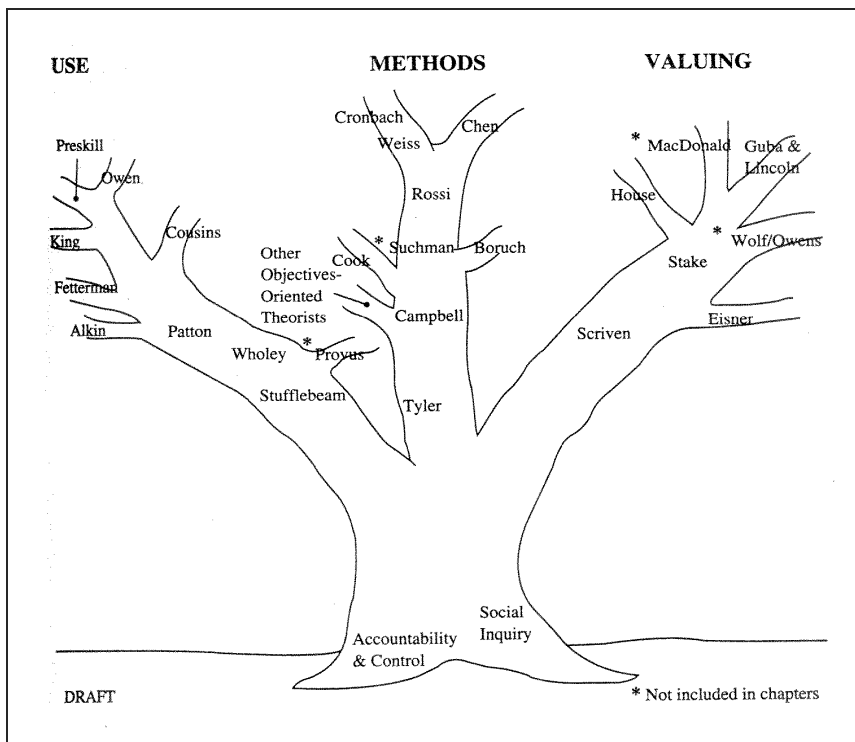 USE
METHODS
VALUING
Cronbach
Weiss
Chen
Rossi
* Suchman
Boruch
Cook
Other
Objectives-
Oriented
Theorists
Campbell
Tyler
Preskill
Owen
King
Cousins
Fetterman
Alkin
Patton
Wholey
* Provus
Stufflebeam
* MacDonald
Guba &
Lincoln
House
* Wolf/Owens
Stake
Eisner
Scriven
Social
Inquiry
Accountability
& Control
DRAFT
* Not included in chapters